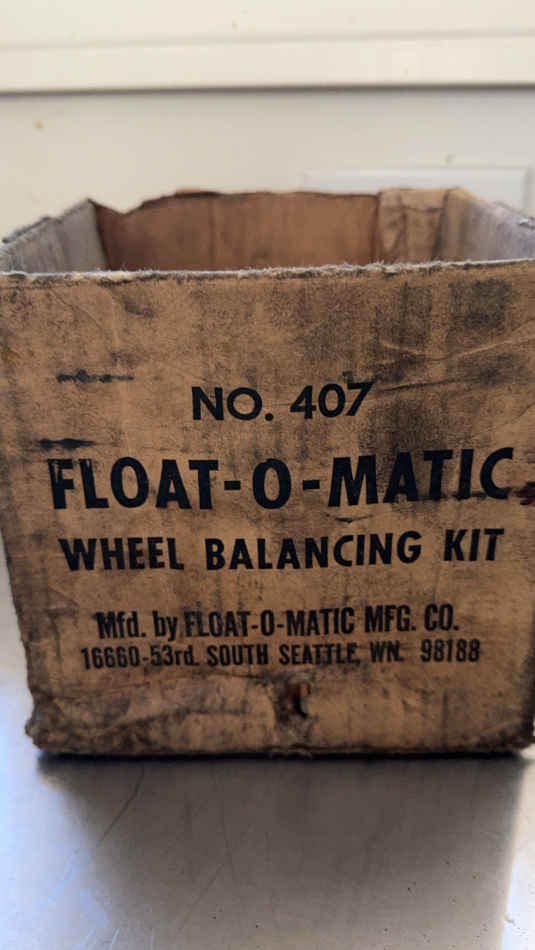 NO. 407
FLOAT-O-MATIC
WHEEL BALANCING KIT
Mfd. by FLOAT-O-MATIC MFG. CO.
16660-53rd. SOUTH SEATTLE, WN. 98188